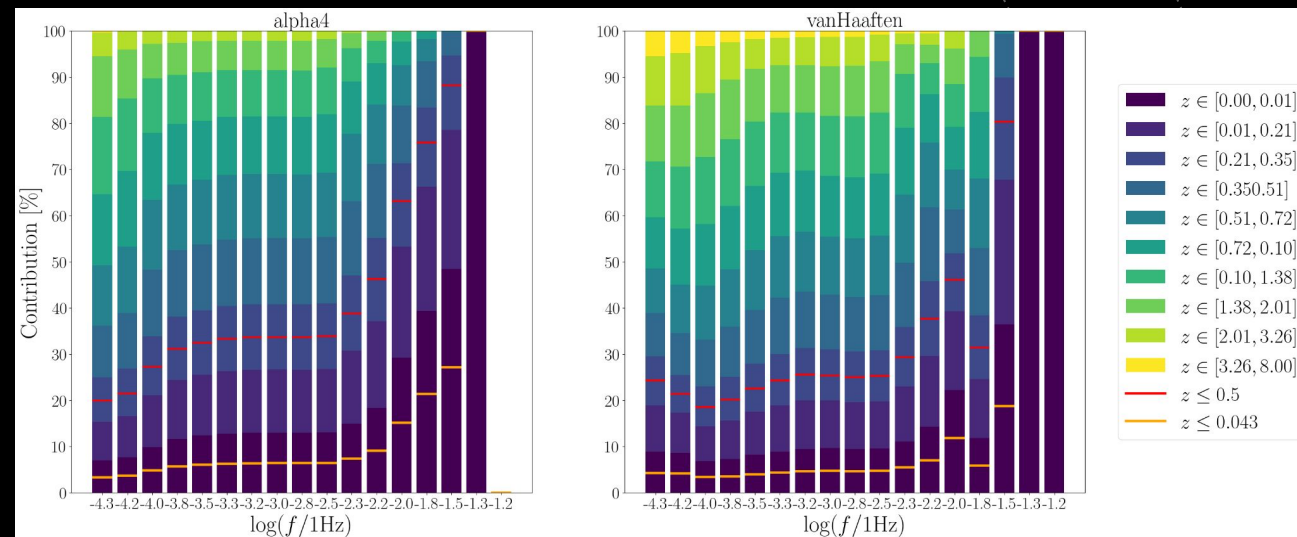 alpha4
100
90
80
70
60
50
40
30
20
10
0
Contribution [%]
-4.3 -4.2 -4.0 -3.8 -3.5 -3.3 -3.2 -3.0 -2.8 -2.5 -2.3 -2.2 -2.0 -1.8 -1.5 -1.3 -1.2
log(f/1Hz)
vanHaaften
100
90
80
70
60
50
40
30
20
10
0
-4.3 -4.2 -4.0 -3.8 -3.5 -3.3 -3.2 -3.0 -2.8 -2.5 -2.3 -2.2 -2.0 -1.8 -1.5 -1.3 -1.2
log(f/1Hz)
z ∈ [0.00, 0.01]
z ∈ [0.01, 0.21]
z ∈ [0.21, 0.35]
z ∈ [0.350.51]
z ∈ [0.51, 0.72]
z ∈ [0.72, 0.10]
z ∈ [0.10, 1.38]
z ∈ [1.38, 2.01]
z ∈ [2.01, 3.26]
z ∈ [3.26, 8.00]
z ≤ 0.5
z ≤ 0.043